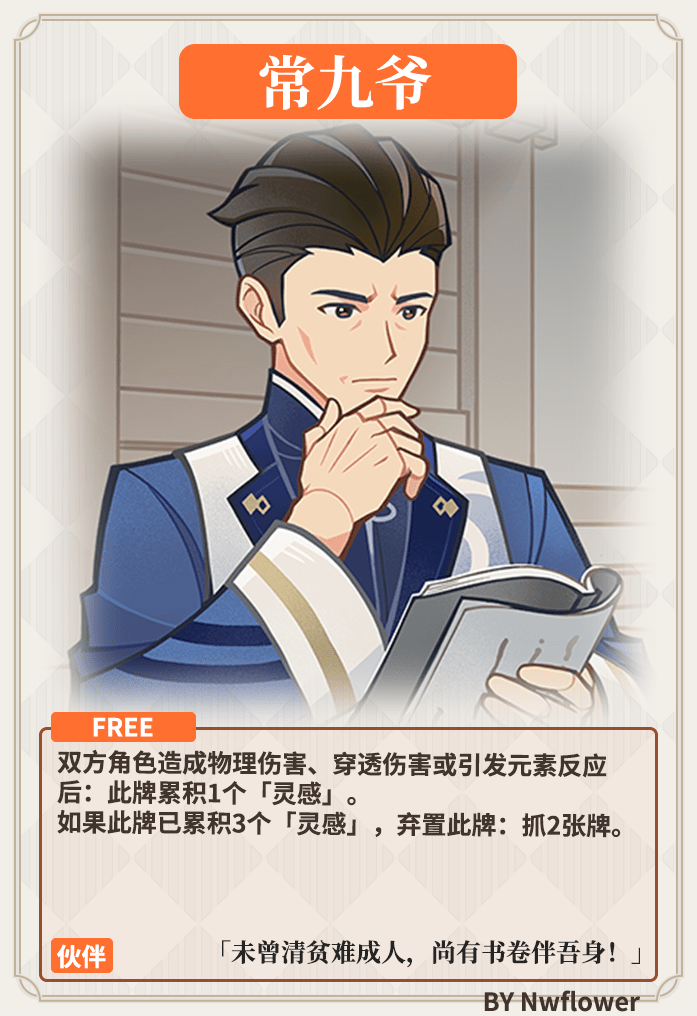 常九爷
FREE
双方角色造成物理伤害、穿透伤害或引发元素反应
后：此牌累积1个「灵感」。
如果此牌已累积3个「灵感」，弃置此牌：抓2张牌。
伙伴
「未曾清贫难成人，尚有书卷伴吾身！」
BY Nwflower